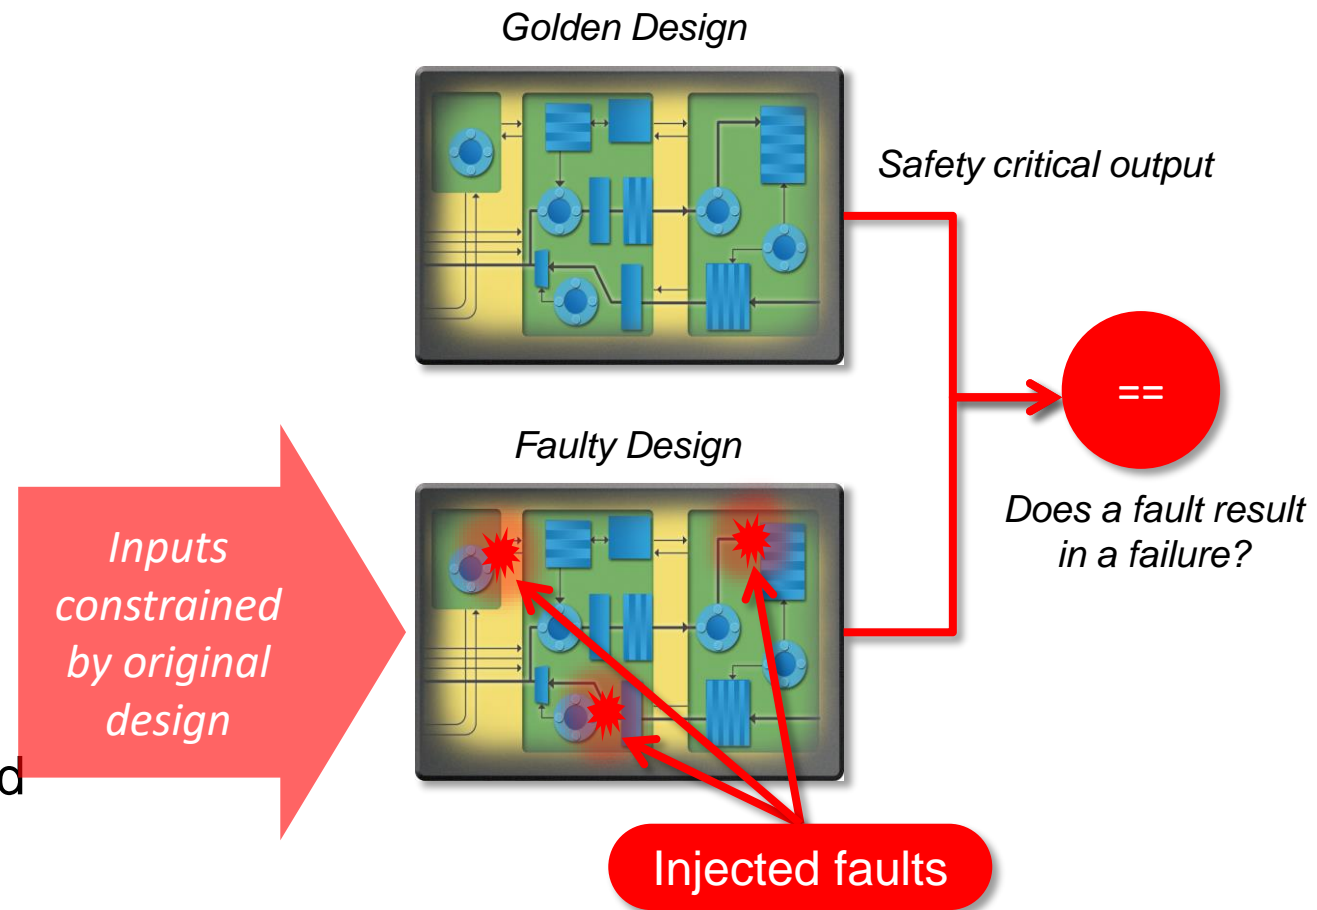 Golden Design
Safety critical output
==
Does a fault result
in a failure?
Faulty Design
Inputs
constrained
by original
design
d
Injected faults